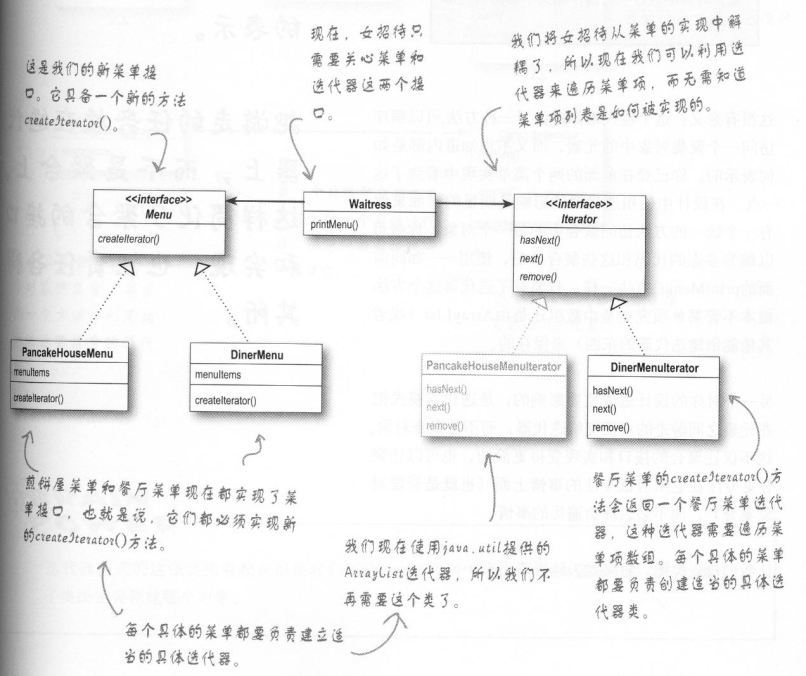 这是我们的新菜单接
口。它具备一个新的方法
createIterator()。
现在，女招待只
需要关心菜单和
迭代器这两个接
口。
我们将女招待从菜单的实现中解
耦了，所以现在我们可以利用迭
代器来遍历菜单项，而无需知道
菜单项列表是如何被实现的。
<<interface>>
Menu
createIterator()
Waitress
printMenu()
<<interface>>
Iterator
hasNext()
next()
remove()
PancakeHouseMenu
menuItems
createIterator()
DinerMenu
menuItems
createIterator()
PancakeHouseMenuIterator
hasNext()
next()
remove()
DinerMenuIterator
hasNext()
next()
remove()
煎饼屋菜单和餐厅菜单现在都实现了菜
单接口，也就是说，它们都必须实现新
的createIterator()方法。
每个具体的菜单都要负责建立适
当的具体迭代器。
我们现在使用java.util提供的
ArrayList迭代器，所以我们不
再需要这个类了。
餐厅菜单的createIterator()方
法会返回一个餐厅菜单迭代
器，这种迭代器需要遍历菜
单项数组。每个具体的菜单
都要负责创建适当的具体迭
代器类。